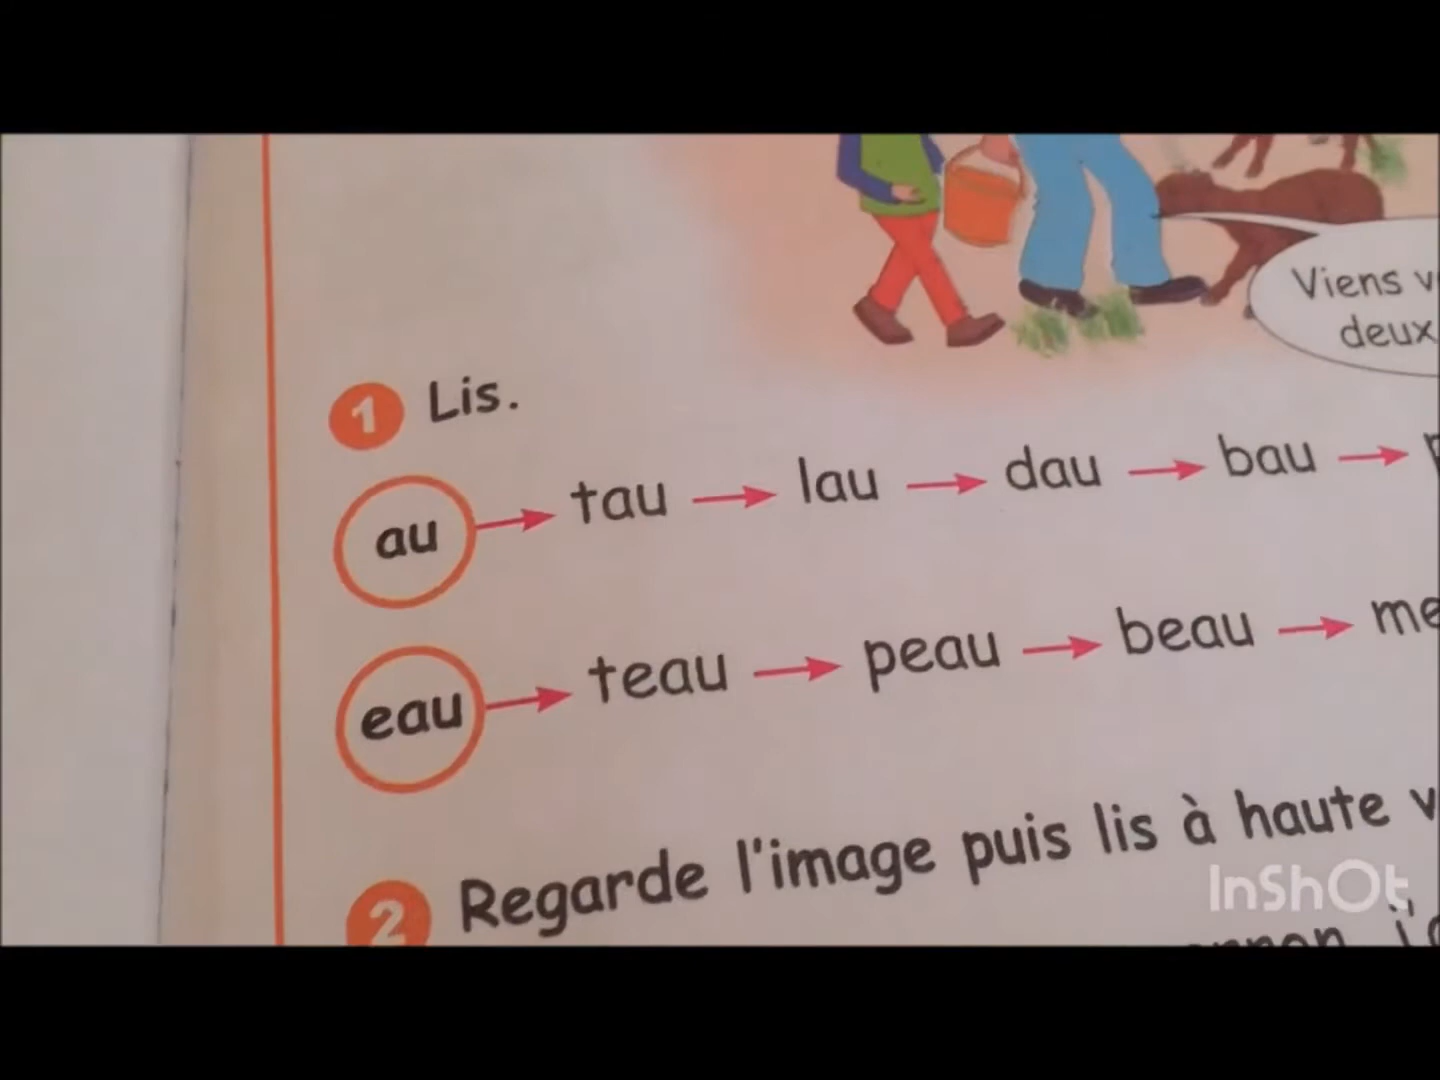 Viens
deux
1 Lis.
au tau lau dau bau
eau teau peau beau
2 Regarde l'image puis lis à haute
InShOt